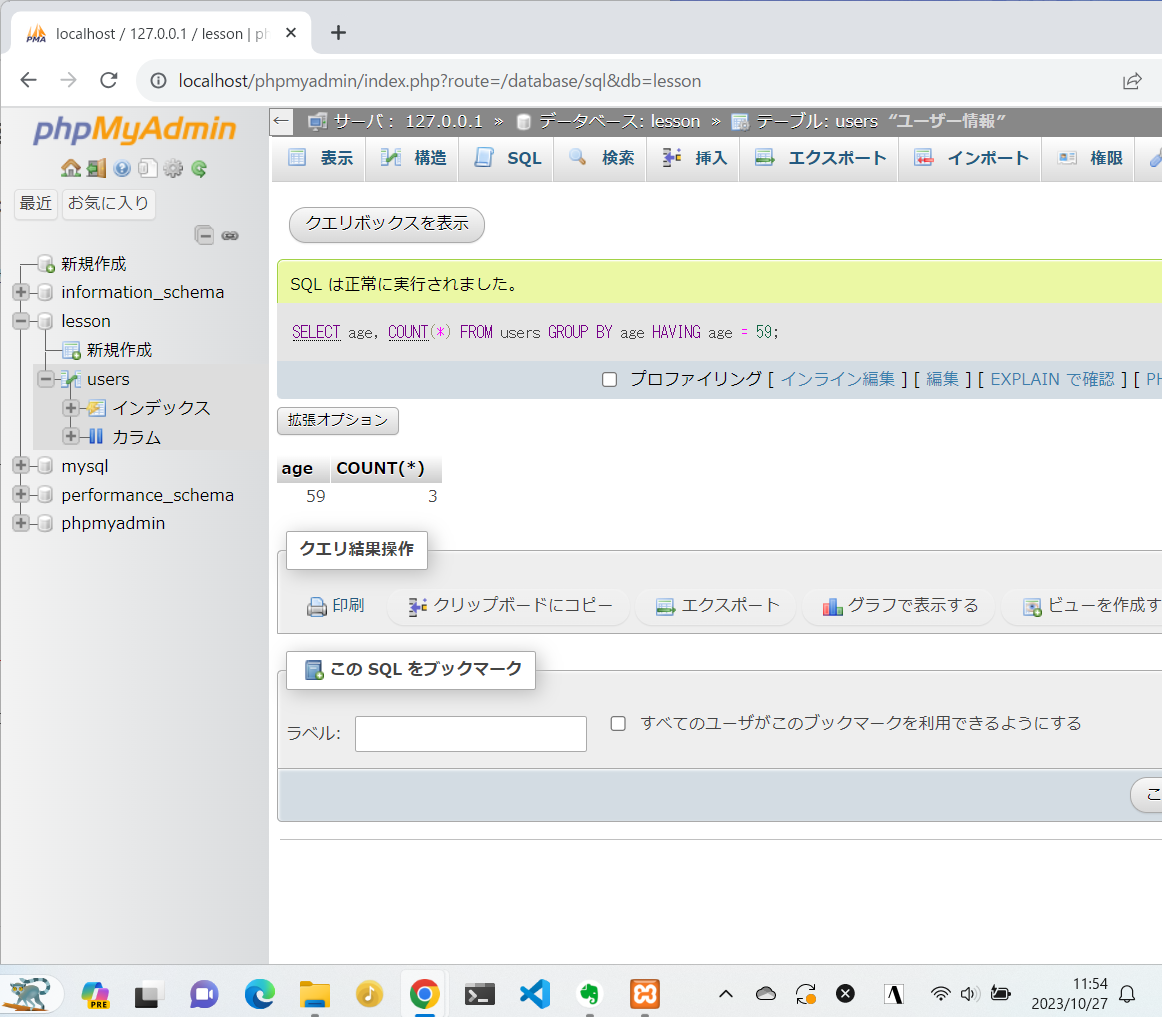 localhost / 127.0.0.1 / lesson | ph
localhost/phpmyadmin/index.php?route=/database/sql&db=lesson
phpMyAdmin
最近 お気に入り
新規作成
information_schema
lesson
新規作成
users
インデックス
カラム
mysql
performance_schema
phpmyadmin
サーバ： 127.0.0.1 » データベース: lesson » テーブル: users “ユーザー情報”
表示 構造 SQL 検索 挿入 エクスポート インポート 権限
クエリボックスを表示
SQL は正常に実行されました。
SELECT age, COUNT(*) FROM users GROUP BY age HAVING age = 59;
プロファイリング [ インライン編集 ] [ 編集 ] [ EXPLAIN で確認 ] [ PH
拡張オプション
age COUNT(*)
59 3
クエリ結果操作
印刷 クリップボードにコピー エクスポート グラフで表示する ビューを作成す
この SQL をブックマーク
ラベル: すべてのユーザがこのブックマークを利用できるようにする
こ
PRE
A
11:54
2023/10/27